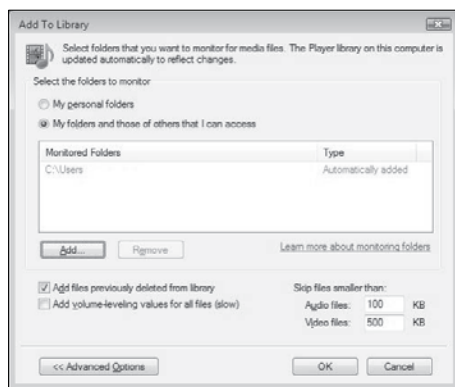 Add To Library
Select folders that you want to monitor for media files. The Player library on this computer is
updated automatically to reflect changes.
Select the folders to monitor
My personal folders
My folders and those of others that I can access
Monitored Folders Type
C:\Users Automatically added
Add... Remove Learn more about monitoring folders
Add files previously deleted from library Skip files smaller than:
Add volume-leveling values for all files (slow) Audio files: 100 KB
Video files: 500 KB
<< Advanced Options OK Cancel